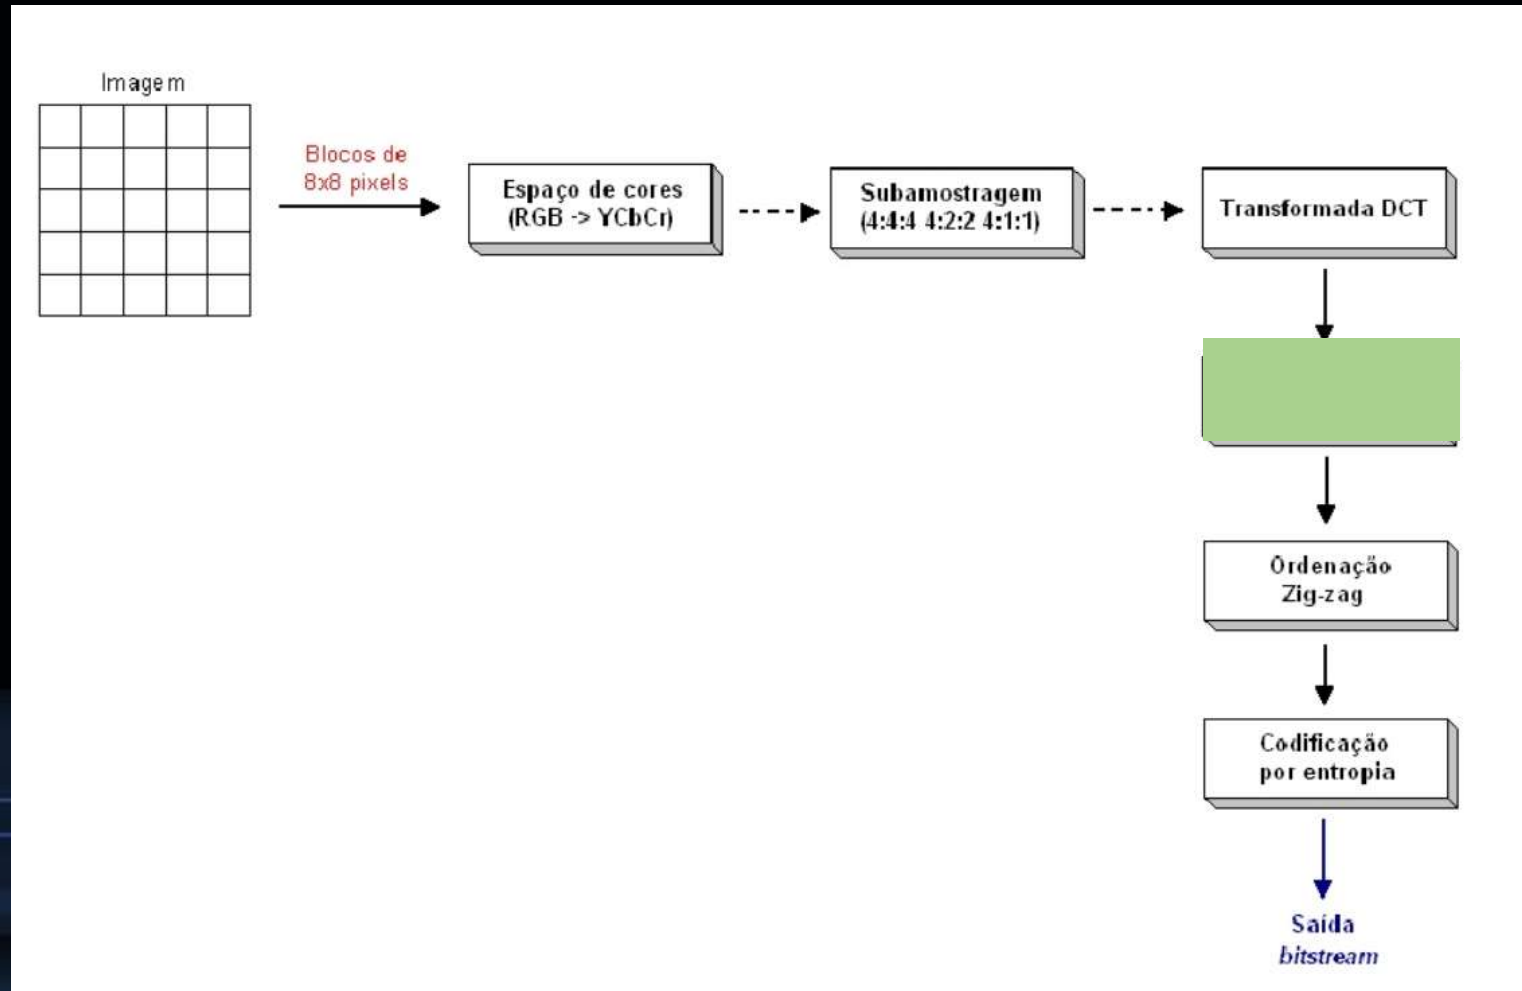 Imagem
Blocos de
8x8 pixels
Espaço de cores
(RGB -> YCbCr)
Subamostragem
(4:4:4 4:2:2 4:1:1)
Transformada DCT
Ordenação
Zig-zag
Codificação
por entropia
Saída
bitstream